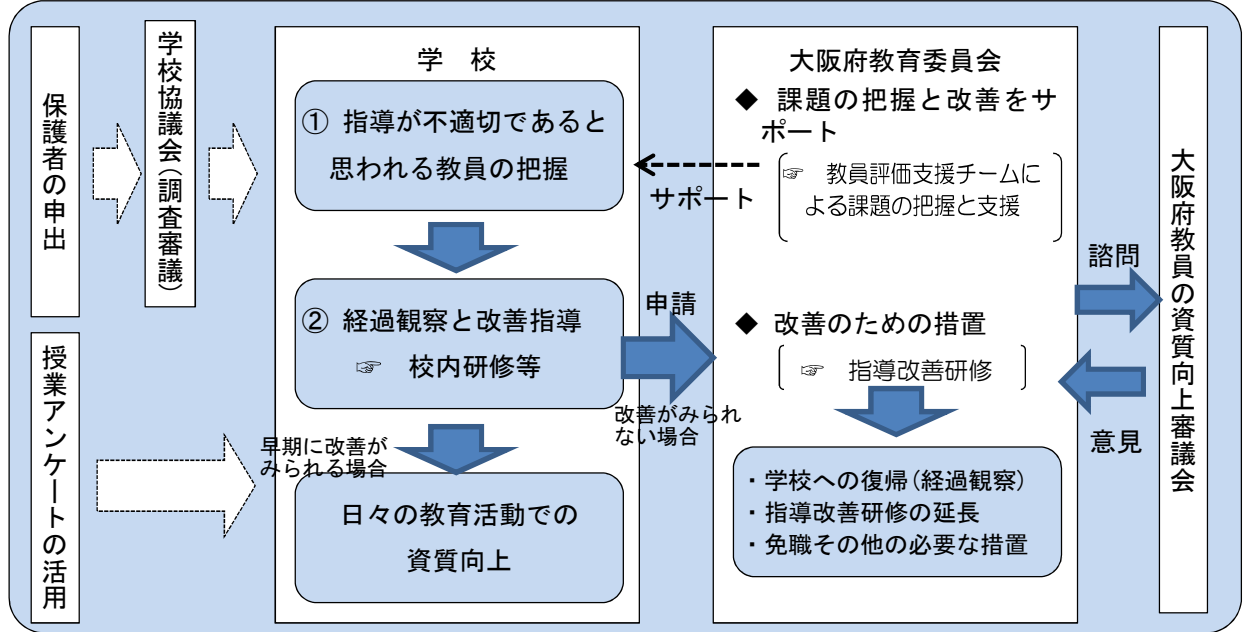 保護者の申出
学校協議会（調査審議）
授業アンケートの活用
学　校
① 指導が不適切であると
思われる教員の把握
② 経過観察と改善指導
☞ 校内研修等
早期に改善が
みられる場合
日々の教育活動での
資質向上
サポート
申請
改善がみられ
ない場合
大阪府教育委員会
◆ 課題の把握と改善をサ
ポート
☞ 教員評価支援チームに
よる課題の把握と支援
◆ 改善のための措置
☞ 指導改善研修
・学校への復帰（経過観察）
・指導改善研修の延長
・免職その他の必要な措置
諮問
意見
大阪府教員の資質向上審議会